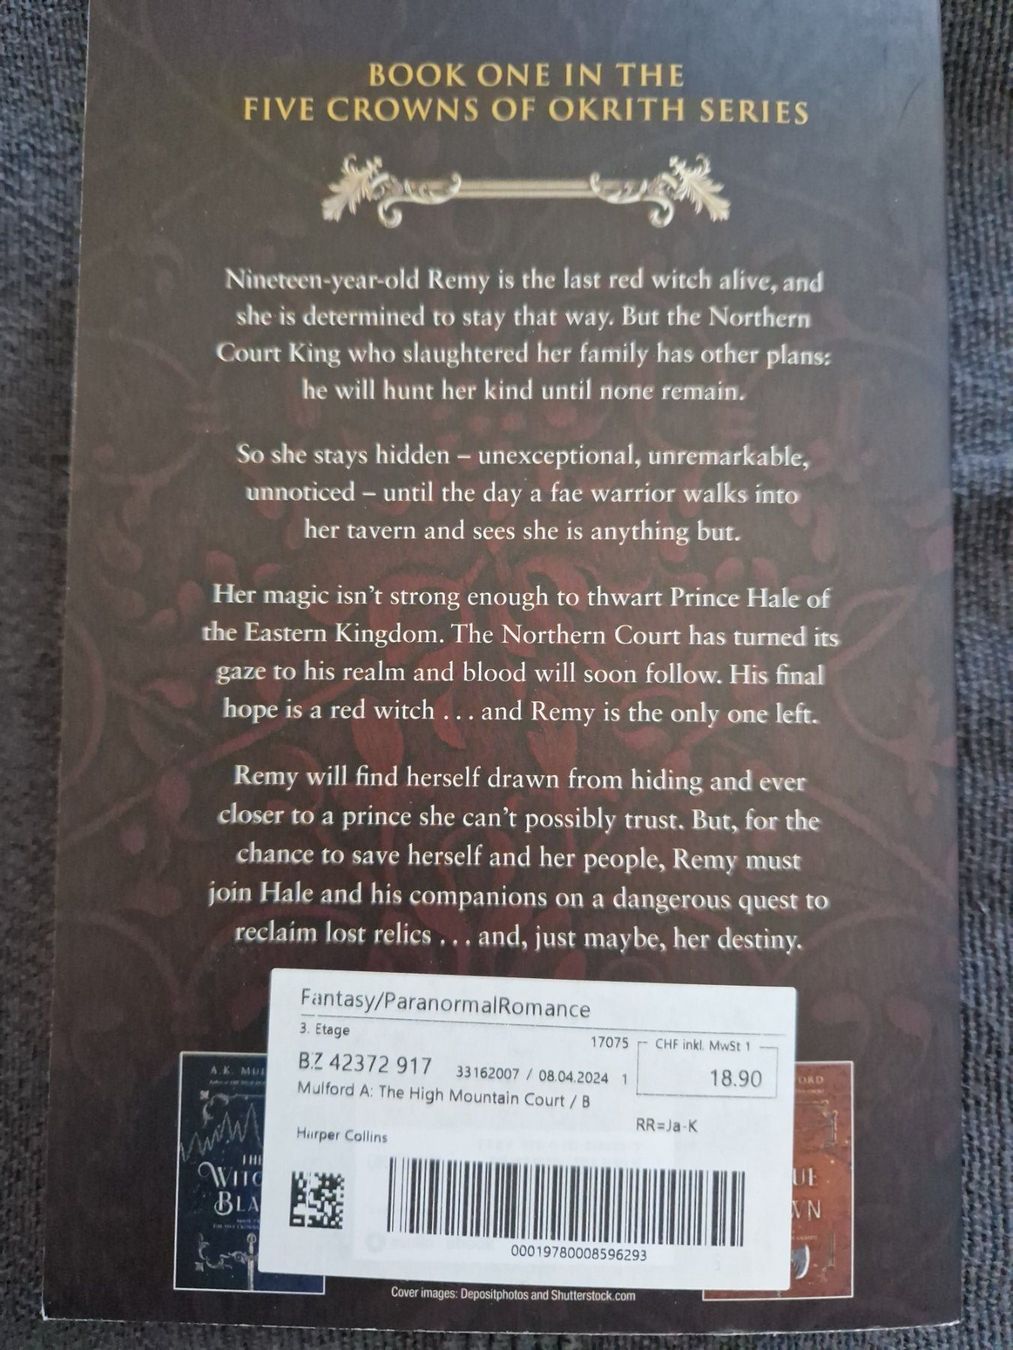 BOOK ONE IN THE
FIVE CROWNS OF OKRITH SERIES
Nineteen-year-old Remy is the last red witch alive, and
she is determined to stay that way. But the Northern
Court King who slaughtered her family has other plans:
he will hunt her kind until none remain.
So she stays hidden – unexceptional, unremarkable,
unnoticed – until the day a fae warrior walks into
her tavern and sees she is anything but.
Her magic isn't strong enough to thwart Prince Hale of
the Eastern Kingdom. The Northern Court has turned its
gaze to his realm and blood will soon follow. His final
hope is a red witch . . . and Remy is the only one left.
Remy will find herself drawn from hiding and ever
closer to a prince she can't possibly trust. But, for the
chance to save herself and her people, Remy must
join Hale and his companions on a dangerous quest to
reclaim lost relics . . . and, just maybe, her destiny.
Fantasy/ParanormalRomance
3. Etage
17075 CHF inkl. MwSt 1
BZ 42372 917 33162007 / 08.04.2024 1 18.90
Mulford A: The High Mountain Court / B
RR=Ja-K
Harper Collins
00019780008596293
A.K. MUL
THE
WITC
BLA
ORD
UE
WN
Cover images: Depositphotos and Shutterstock.com